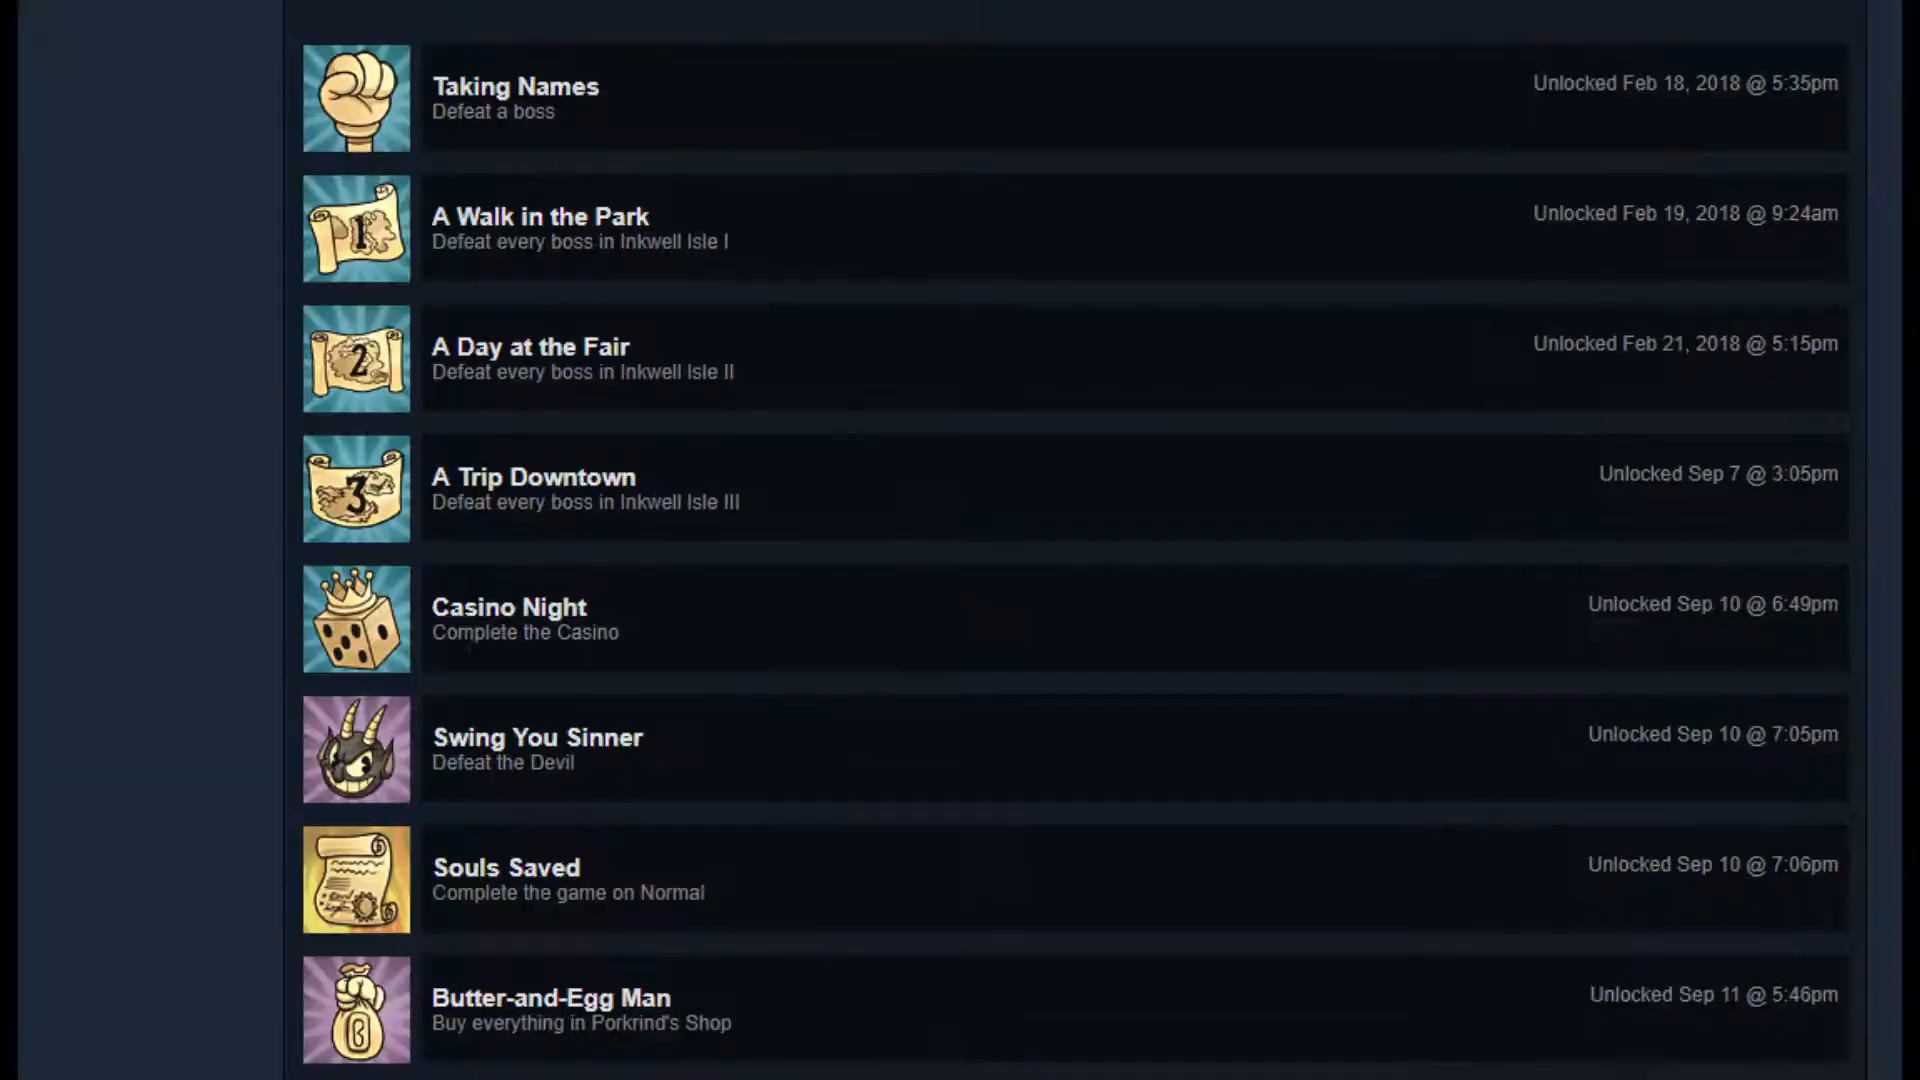 Taking Names
Defeat a boss
Unlocked Feb 18, 2018 @ 5:35pm
1
A Walk in the Park
Defeat every boss in Inkwell Isle I
Unlocked Feb 19, 2018 @ 9:24am
2
A Day at the Fair
Defeat every boss in Inkwell Isle II
Unlocked Feb 21, 2018 @ 5:15pm
3
A Trip Downtown
Defeat every boss in Inkwell Isle III
Unlocked Sep 7 @ 3:05pm
Casino Night
Complete the Casino
Unlocked Sep 10 @ 6:49pm
Swing You Sinner
Defeat the Devil
Unlocked Sep 10 @ 7:05pm
Souls Saved
Complete the game on Normal
Unlocked Sep 10 @ 7:06pm
B
Butter-and-Egg Man
Buy everything in Porkrind's Shop
Unlocked Sep 11 @ 5:46pm